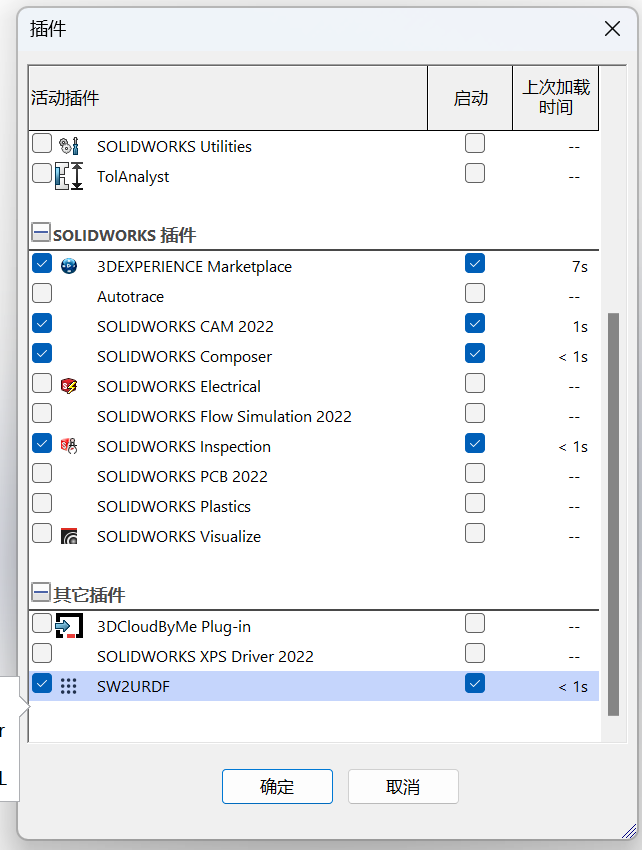 插件
活动插件
启动
上次加载
时间
SOLIDWORKS Utilities --
TolAnalyst --
SOLIDWORKS 插件
3DEXPERIENCE Marketplace 7s
Autotrace --
SOLIDWORKS CAM 2022 1s
SOLIDWORKS Composer < 1s
SOLIDWORKS Electrical --
SOLIDWORKS Flow Simulation 2022 --
SOLIDWORKS Inspection < 1s
SOLIDWORKS PCB 2022 --
SOLIDWORKS Plastics --
SOLIDWORKS Visualize --
其它插件
3DCloudByMe Plug-in --
SOLIDWORKS XPS Driver 2022 --
SW2URDF < 1s
r
L
确定 取消